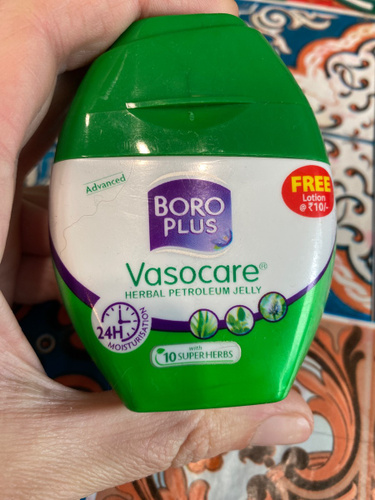 Advanced
FREE
Lotion
@ ₹10/-
BORO
PLUS
Vasocare®
HERBAL PETROLEUM JELLY
24H
MOISTURISATION
with
10 SUPER HERBS